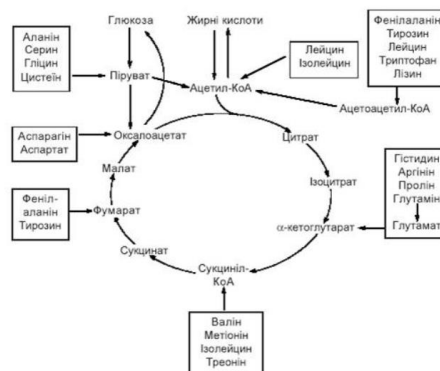 Глюкоза
Жирні кислоти
Аланін
Серин
Гліцин
Цистеїн
Піруват
Ацетил-КоА
Лейцин
Ізолейцин
Фенілаланін
Тирозин
Лейцин
Триптофан
Лізин
Ацетоацетил-КоА
Аспарагін
Аспартат
Оксалоацетат
Цитрат
Малат
Ізоцитрат
Гістидин
Аргінін
Пролін
Глутамін
Глутамат
Феніл-
аланін
Тирозин
Фумарат
α-кетоглутарат
Сукцинат
Сукциніл-
КоА
Валін
Метіонін
Ізолейцин
Треонін